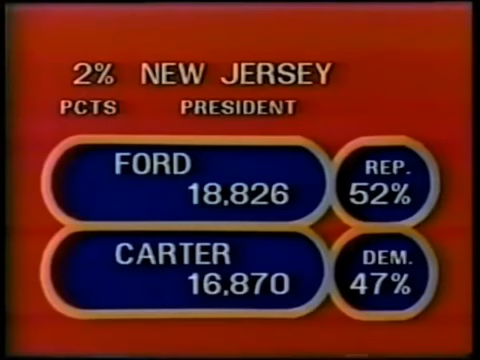 2% NEW JERSEY
PCTS PRESIDENT
FORD REP.
18,826 52%
CARTER DEM.
16,870 47%